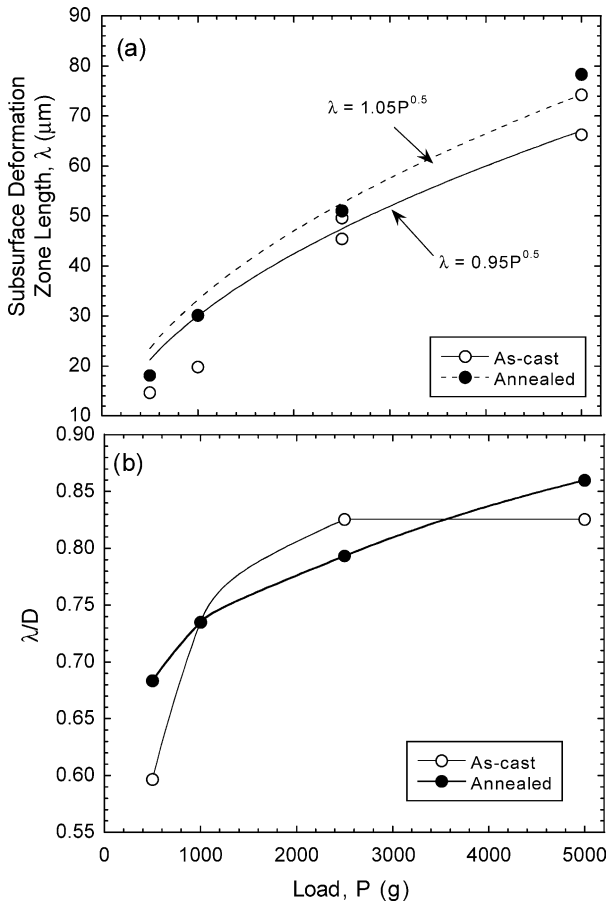 90
(a)
80
λ = 1.05P^0.5
70
60
50
λ = 0.95P^0.5
40
30
As-cast
20
Annealed
10
Subsurface Deformation
Zone Length, λ (μm)
0.90
(b)
0.85
0.80
0.75
0.70
0.65
As-cast
0.60
Annealed
0.55
λ/D
0 1000 2000 3000 4000 5000
Load, P (g)